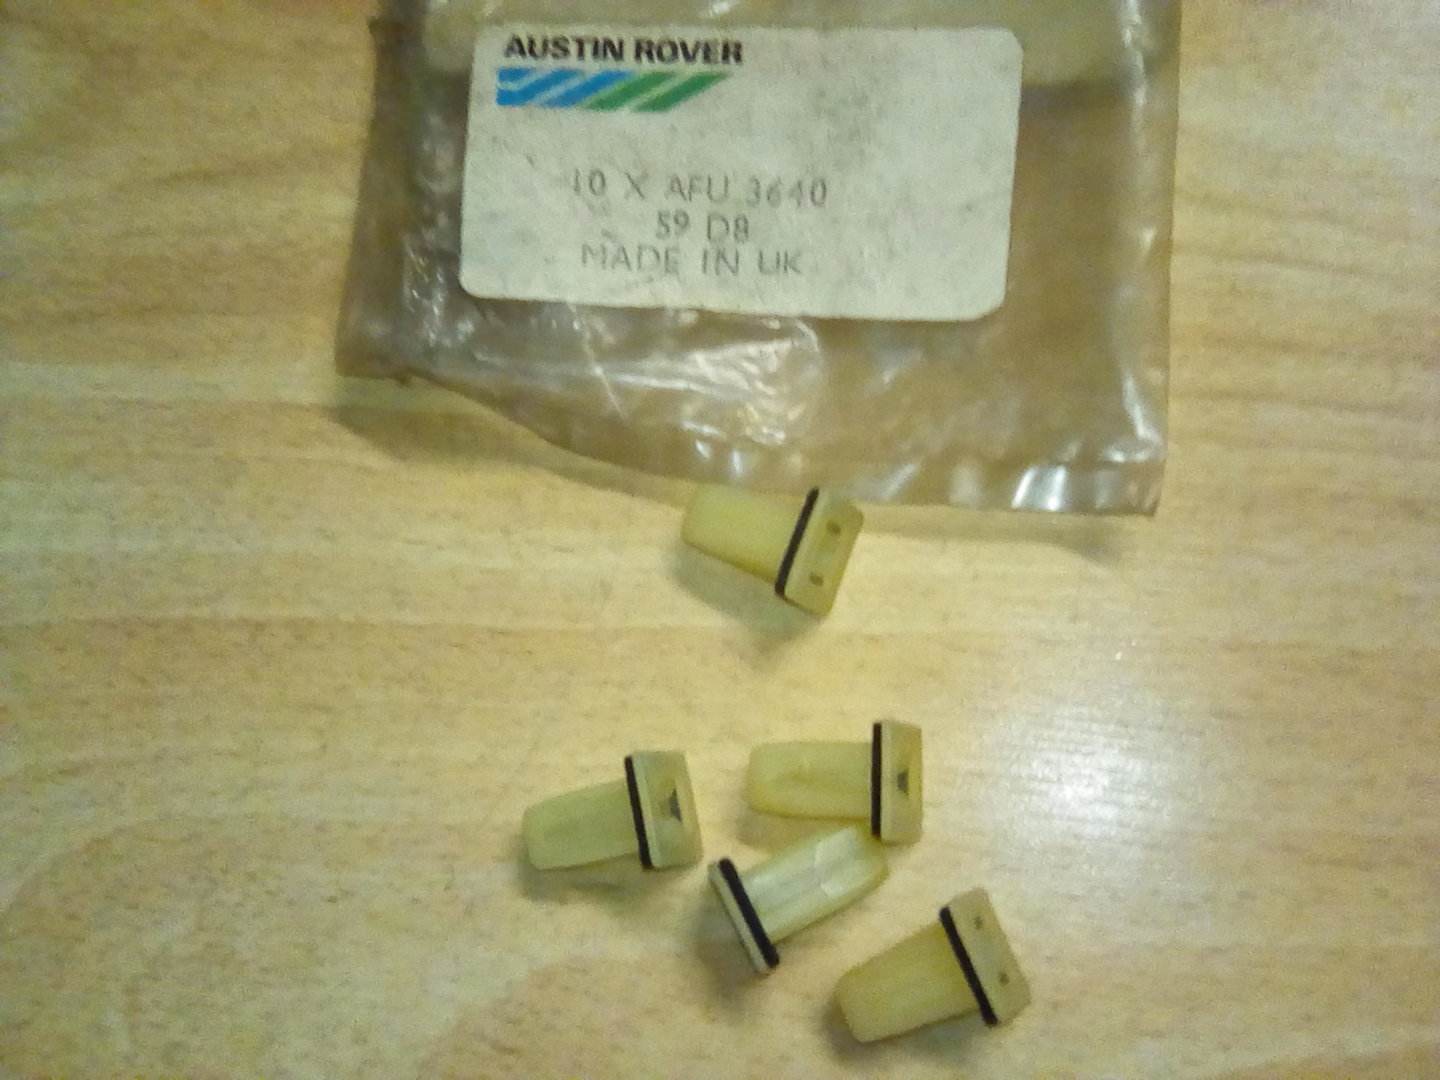 AUSTIN ROVER
10 X AFU 3640
59 D8
MADE IN UK